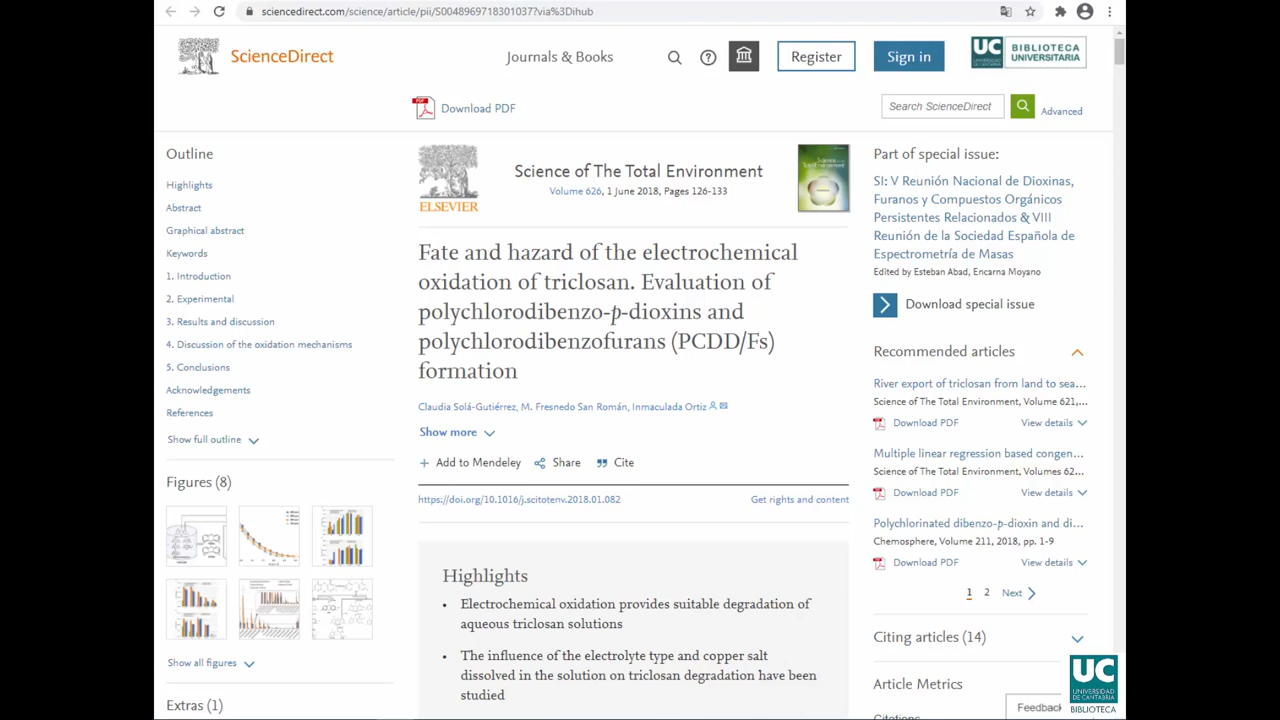 sciencedirect.com/science/article/pii/S0048969718301037?via%3Dihub
ScienceDirect
Journals & Books
Register
Sign in
UC
UNIVERSIDAD DE CANTABRIA
BIBLIOTECA
UNIVERSITARIA
PDF
Download PDF
Search ScienceDirect
Advanced
Outline
Highlights
Abstract
Graphical abstract
Keywords
1. Introduction
2. Experimental
3. Results and discussion
4. Discussion of the oxidation mechanisms
5. Conclusions
Acknowledgements
References
Show full outline
Figures (8)
Show all figures
Extras (1)
ELSEVIER
Science of The Total Environment
Volume 626, 1 June 2018, Pages 126-133
Fate and hazard of the electrochemical
oxidation of triclosan. Evaluation of
polychlorodibenzo-p-dioxins and
polychlorodibenzofurans (PCDD/Fs)
formation
Claudia Solá-Gutiérrez, M. Fresnedo San Román, Inmaculada Ortiz
Show more
Add to Mendeley
Share
Cite
https://doi.org/10.1016/j.scitotenv.2018.01.082
Get rights and content
Highlights
• Electrochemical oxidation provides suitable degradation of
aqueous triclosan solutions
• The influence of the electrolyte type and copper salt
dissolved in the solution on triclosan degradation have been
studied
Part of special issue:
SI: V Reunión Nacional de Dioxinas,
Furanos y Compuestos Orgánicos
Persistentes Relacionados & VIII
Reunión de la Sociedad Española de
Espectrometría de Masas
Edited by Esteban Abad, Encarna Moyano
Download special issue
Recommended articles
River export of triclosan from land to sea...
Science of The Total Environment, Volume 621,...
Download PDF
View details
Multiple linear regression based congen...
Science of The Total Environment, Volumes 62...
Download PDF
View details
Polychlorinated dibenzo-p-dioxin and di...
Chemosphere, Volume 211, 2018, pp. 1-9
Download PDF
View details
1 2 Next
Citing articles (14)
Article Metrics
Citations
Feedback
UC
UNIVERSIDAD
DE CANTABRIA
BIBLIOTECA